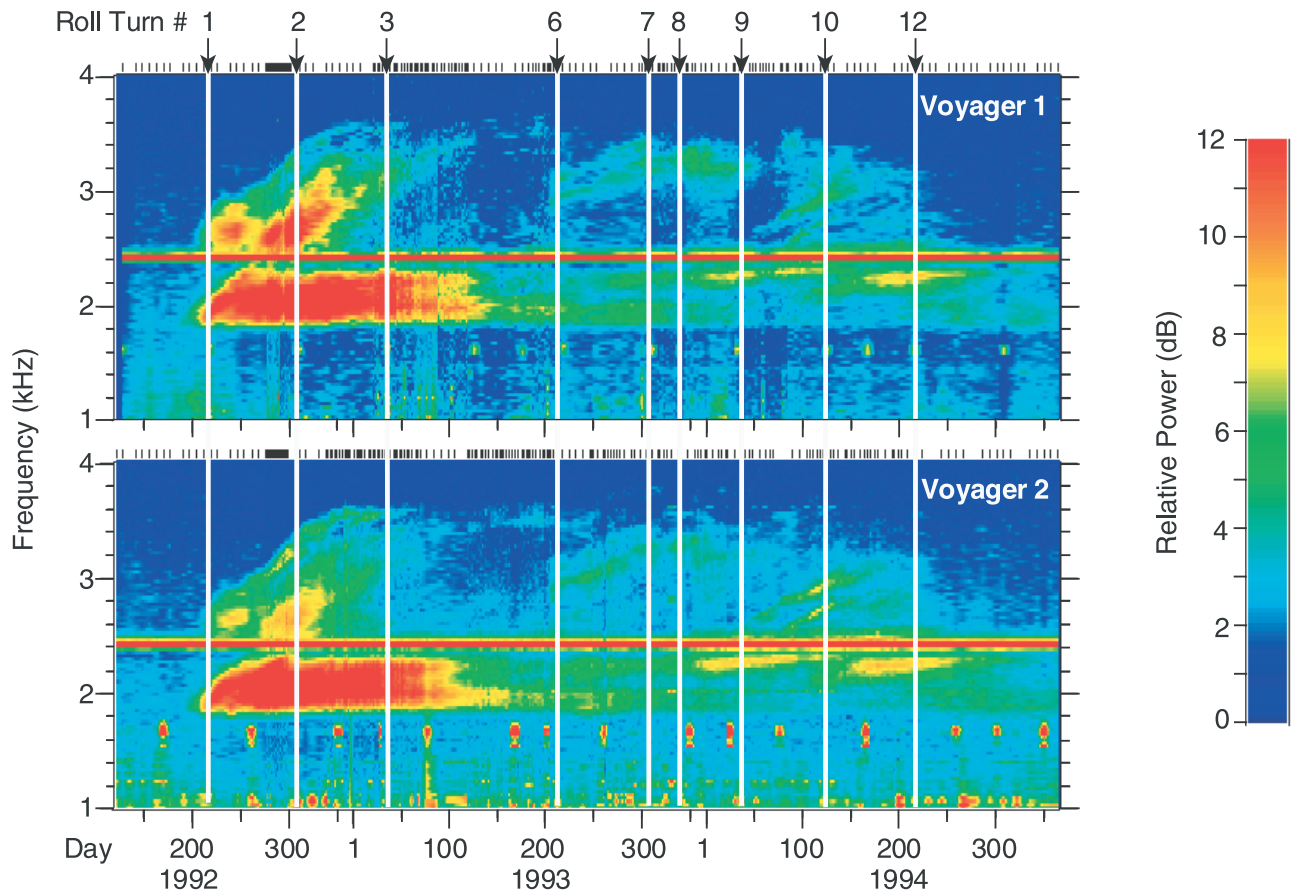 Roll Turn # 1 2 3 6 7 8 9 10 12
4
Voyager 1
3
2
1
4
Voyager 2
3
2
1
Frequency (kHz)
Frequency (kHz)
Day 200 300 1 100 200 300 1 100 200 300
1992 1993 1994
12
10
8
6
4
2
0
Relative Power (dB)